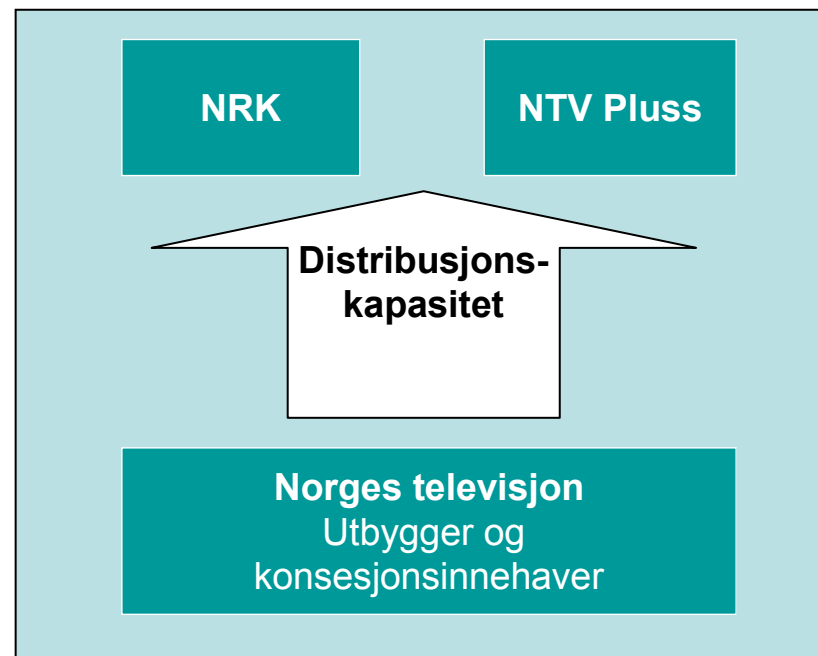 NRK
NTV Pluss
Distribusjons-
kapasitet
Norges televisjon
Utbygger og
konsesjonsinnehaver